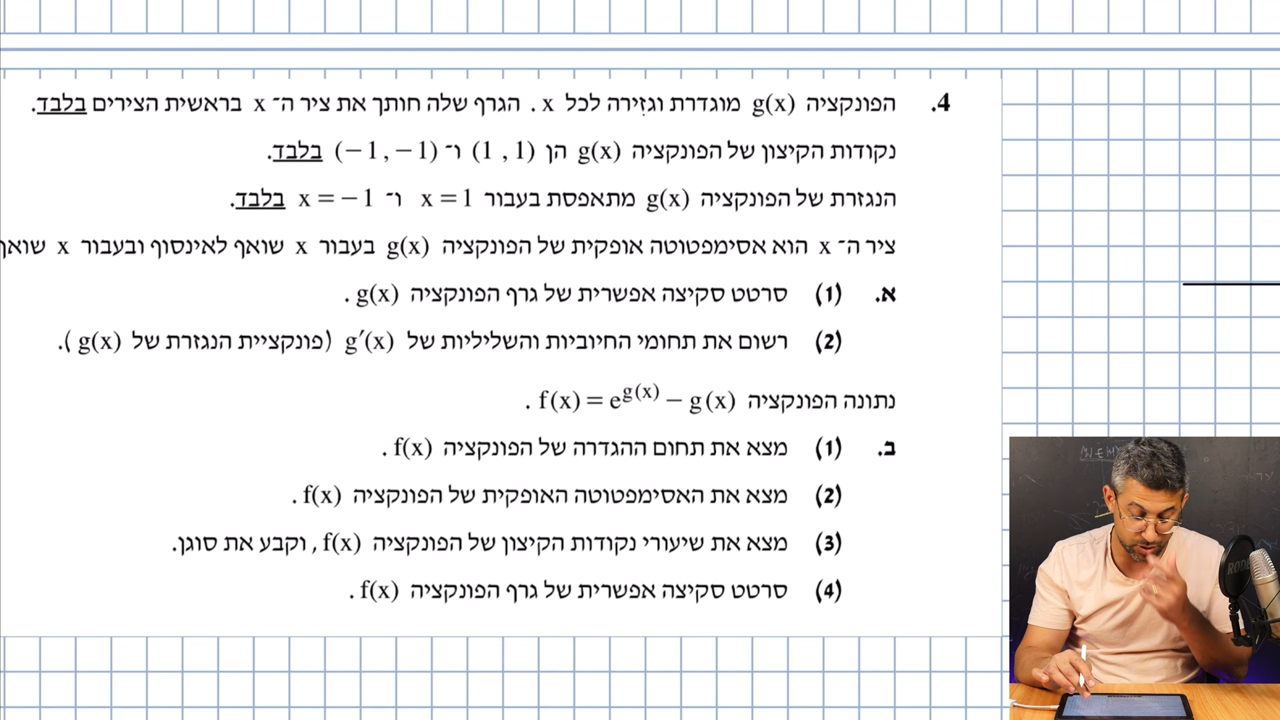 4. הפונקציה g(x) מוגדרת וגזירה לכל x . הגרף שלה חותך את ציר ה־ x בראשית הצירים בלבד.
נקודות הקיצון של הפונקציה g(x) הן (1 , 1) ו־ (−1 , −1) בלבד.
הנגזרת של הפונקציה g(x) מתאפסת בעבור x = 1 ו־ x = −1 בלבד.
ציר ה־ x הוא אסימפטוטה אופקית של הפונקציה g(x) בעבור x שואף לאינסוף ובעבור x שואף
א. (1) סרטט סקיצה אפשרית של גרף הפונקציה g(x) .
(2) רשום את תחומי החיוביות והשליליות של g′(x) (פונקציית הנגזרת של g(x) ).
נתונה הפונקציה f(x) = e^g(x) − g(x) .
ב. (1) מצא את תחום ההגדרה של הפונקציה f(x) .
(2) מצא את האסימפטוטה האופקית של הפונקציה f(x) .
(3) מצא את שיעורי נקודות הקיצון של הפונקציה f(x) , וקבע את סוגן.
(4) סרטט סקיצה אפשרית של גרף הפונקציה f(x) .